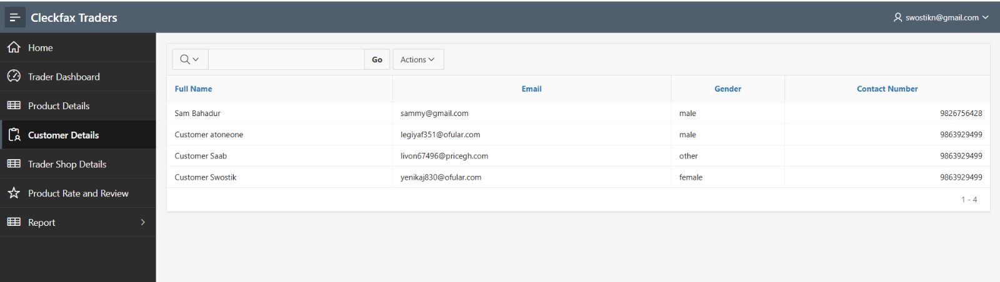 Cleckfax Traders
swostikn@gmail.com
Home
Trader Dashboard
Product Details
Customer Details
Trader Shop Details
Product Rate and Review
Report
Go Actions
Full Name Email Gender Contact Number
Sam Bahadur sammy@gmail.com male 9826756428
Customer atoneone legiyaf351@ofular.com male 9863929499
Customer Saab livon67496@pricegh.com other 9863929499
Customer Swostik yenikaj830@ofular.com female 9863929499
1 - 4